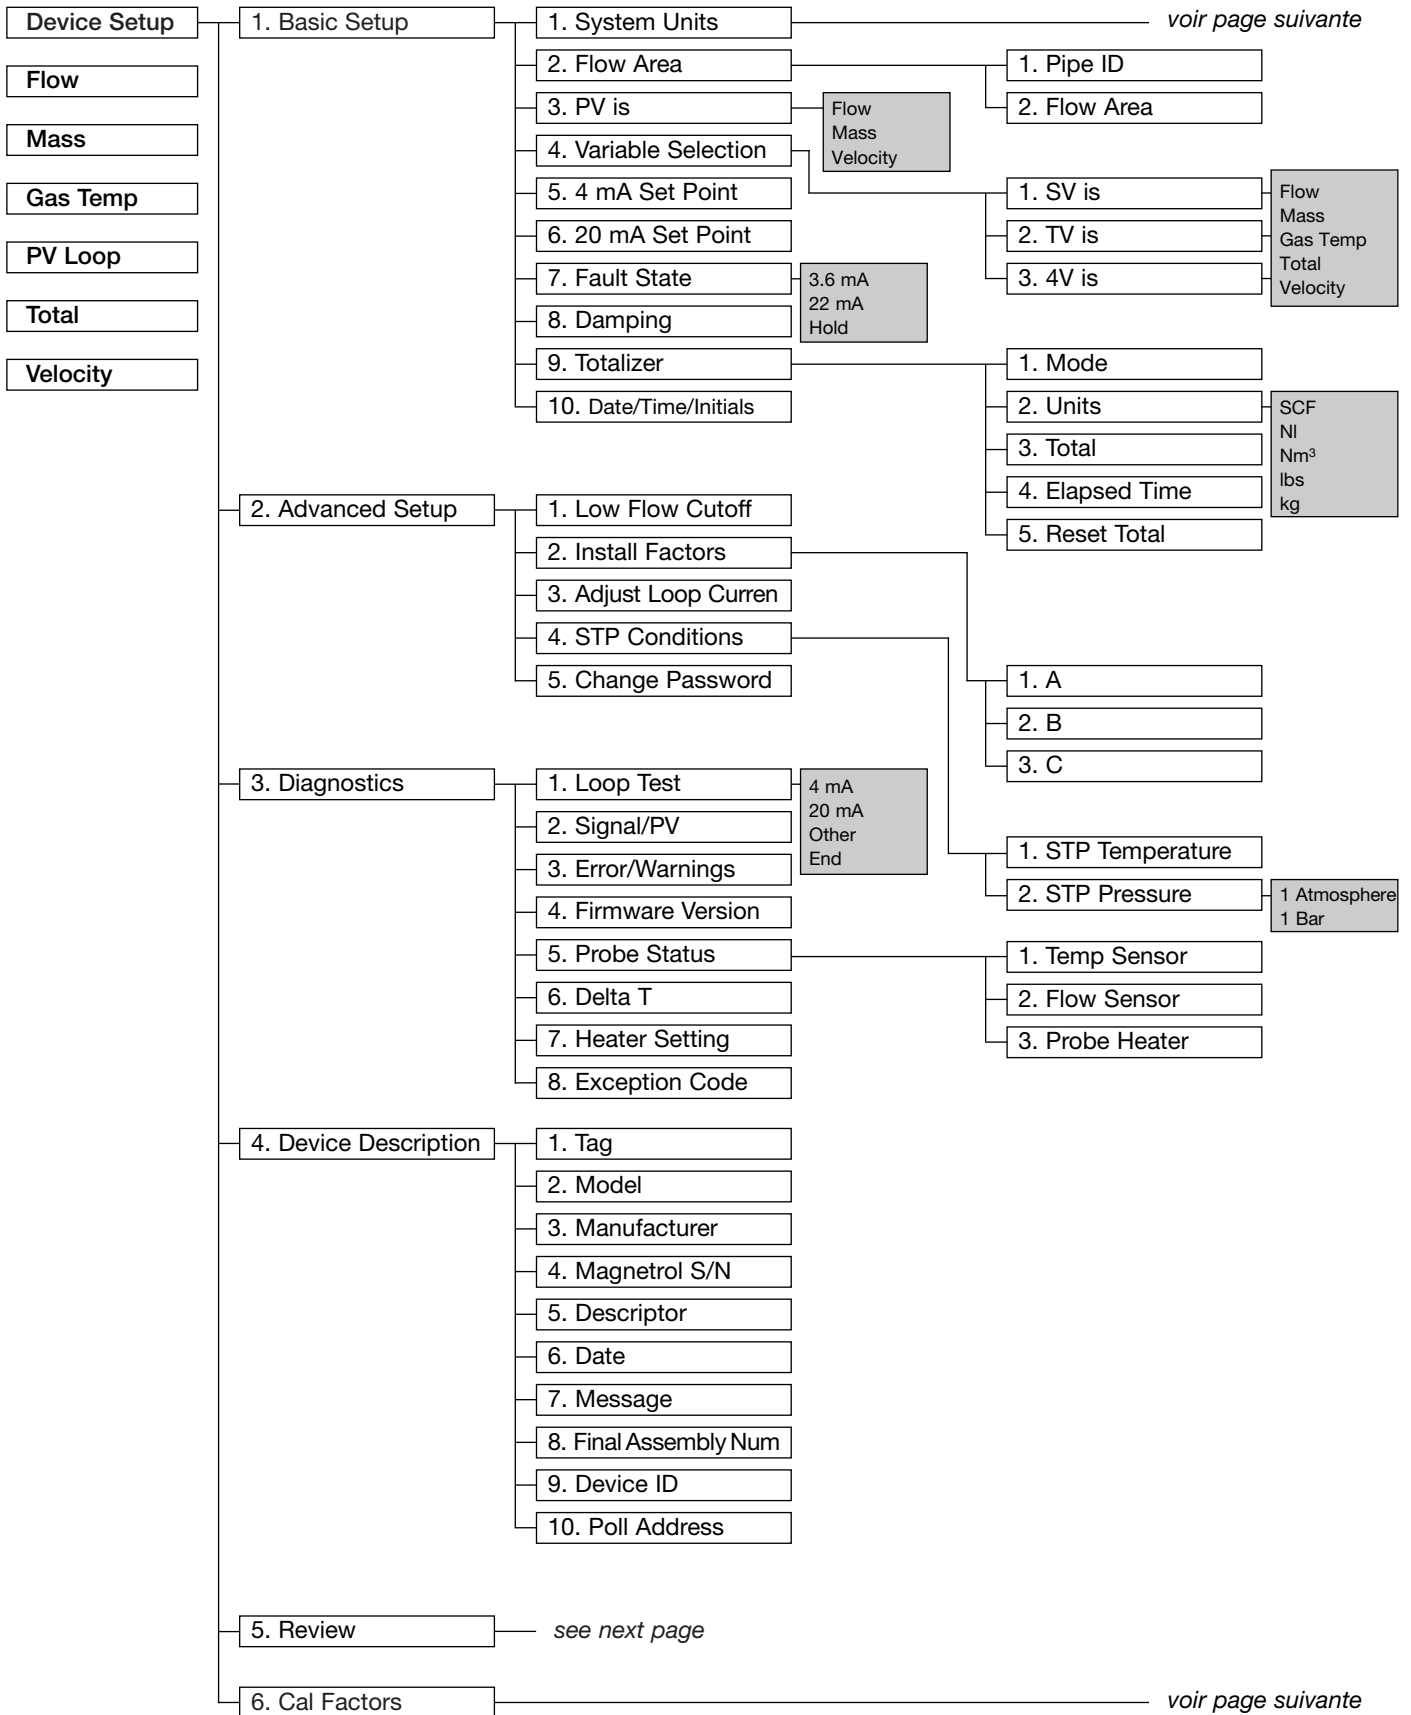 Device Setup
Flow
Mass
Gas Temp
PV Loop
Total
Velocity
1. Basic Setup
1. System Units
voir page suivante
2. Flow Area
1. Pipe ID
2. Flow Area
3. PV is
Flow
Mass
Velocity
4. Variable Selection
1. SV is
2. TV is
3. 4V is
Flow
Mass
Gas Temp
Total
Velocity
5. 4 mA Set Point
6. 20 mA Set Point
7. Fault State
3.6 mA
22 mA
Hold
8. Damping
9. Totalizer
1. Mode
2. Units
SCF
Nl
Nm³
lbs
kg
3. Total
4. Elapsed Time
5. Reset Total
10. Date/Time/Initials
2. Advanced Setup
1. Low Flow Cutoff
2. Install Factors
1. A
2. B
3. C
3. Adjust Loop Curren
4. STP Conditions
1. STP Temperature
2. STP Pressure
1 Atmosphere
1 Bar
5. Change Password
3. Diagnostics
1. Loop Test
4 mA
20 mA
Other
End
2. Signal/PV
3. Error/Warnings
4. Firmware Version
5. Probe Status
1. Temp Sensor
2. Flow Sensor
3. Probe Heater
6. Delta T
7. Heater Setting
8. Exception Code
4. Device Description
1. Tag
2. Model
3. Manufacturer
4. Magnetrol S/N
5. Descriptor
6. Date
7. Message
8. Final Assembly Num
9. Device ID
10. Poll Address
5. Review
see next page
6. Cal Factors
voir page suivante